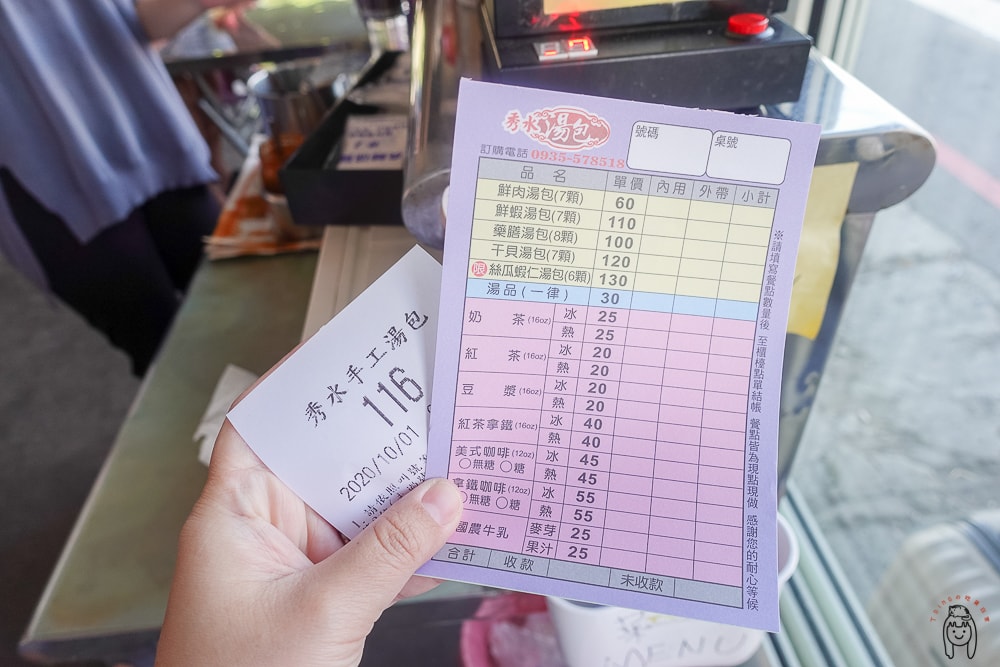 37
秀水湯包
訂購電話 0935-578518
號碼
桌號
品名 單價 內用 外帶 小計
鮮肉湯包(7顆) 60
鮮蝦湯包(7顆) 110
藥膳湯包(8顆) 100
干貝湯包(7顆) 120
限 絲瓜蝦仁湯包(6顆) 130
湯品(一律) 30
奶茶(16oz) 冰 25
熱 25
紅茶(16oz) 冰 20
熱 20
豆漿(16oz) 冰 20
熱 20
紅茶拿鐵(16oz) 冰 40
熱 40
美式咖啡(12oz) 冰 45
○無糖 ○糖 熱 45
拿鐵咖啡(12oz) 冰 55
○無糖 ○糖 熱 55
國農牛乳 麥芽 25
果汁 25
合計 收款 未收款
※請填寫餐點數量後 至櫃檯點單結帳 餐點皆為現點現做 感謝您的耐心等候
秀水手工湯包
116
2020/10/01
MENU